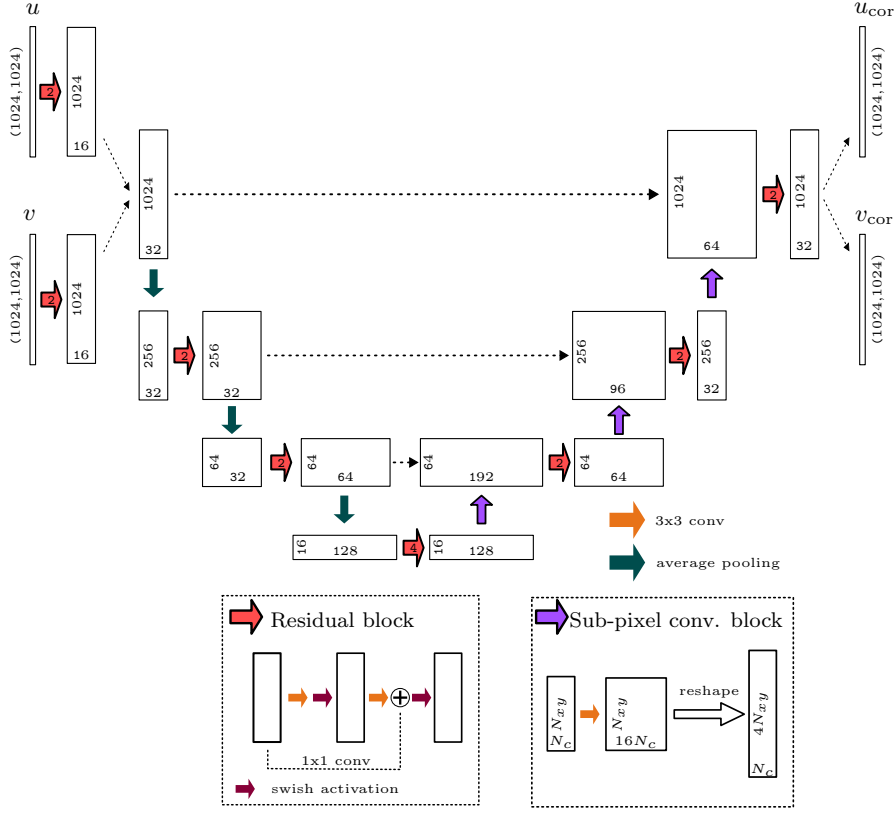 u
(1024,1024)
2
1024
16
v
(1024,1024)
2
1024
16
1024
32
256
32
2
256
32
64
32
2
64
64
16
128
4
16
128
64
192
2
64
64
256
96
2
256
32
1024
64
2
1024
32
u_cor
(1024,1024)
v_cor
(1024,1024)
3x3 conv
average pooling
Residual block
1x1 conv
swish activation
Sub-pixel conv. block
N_xy
N_c
N_xy
16N_c
reshape
4N_xy
N_c